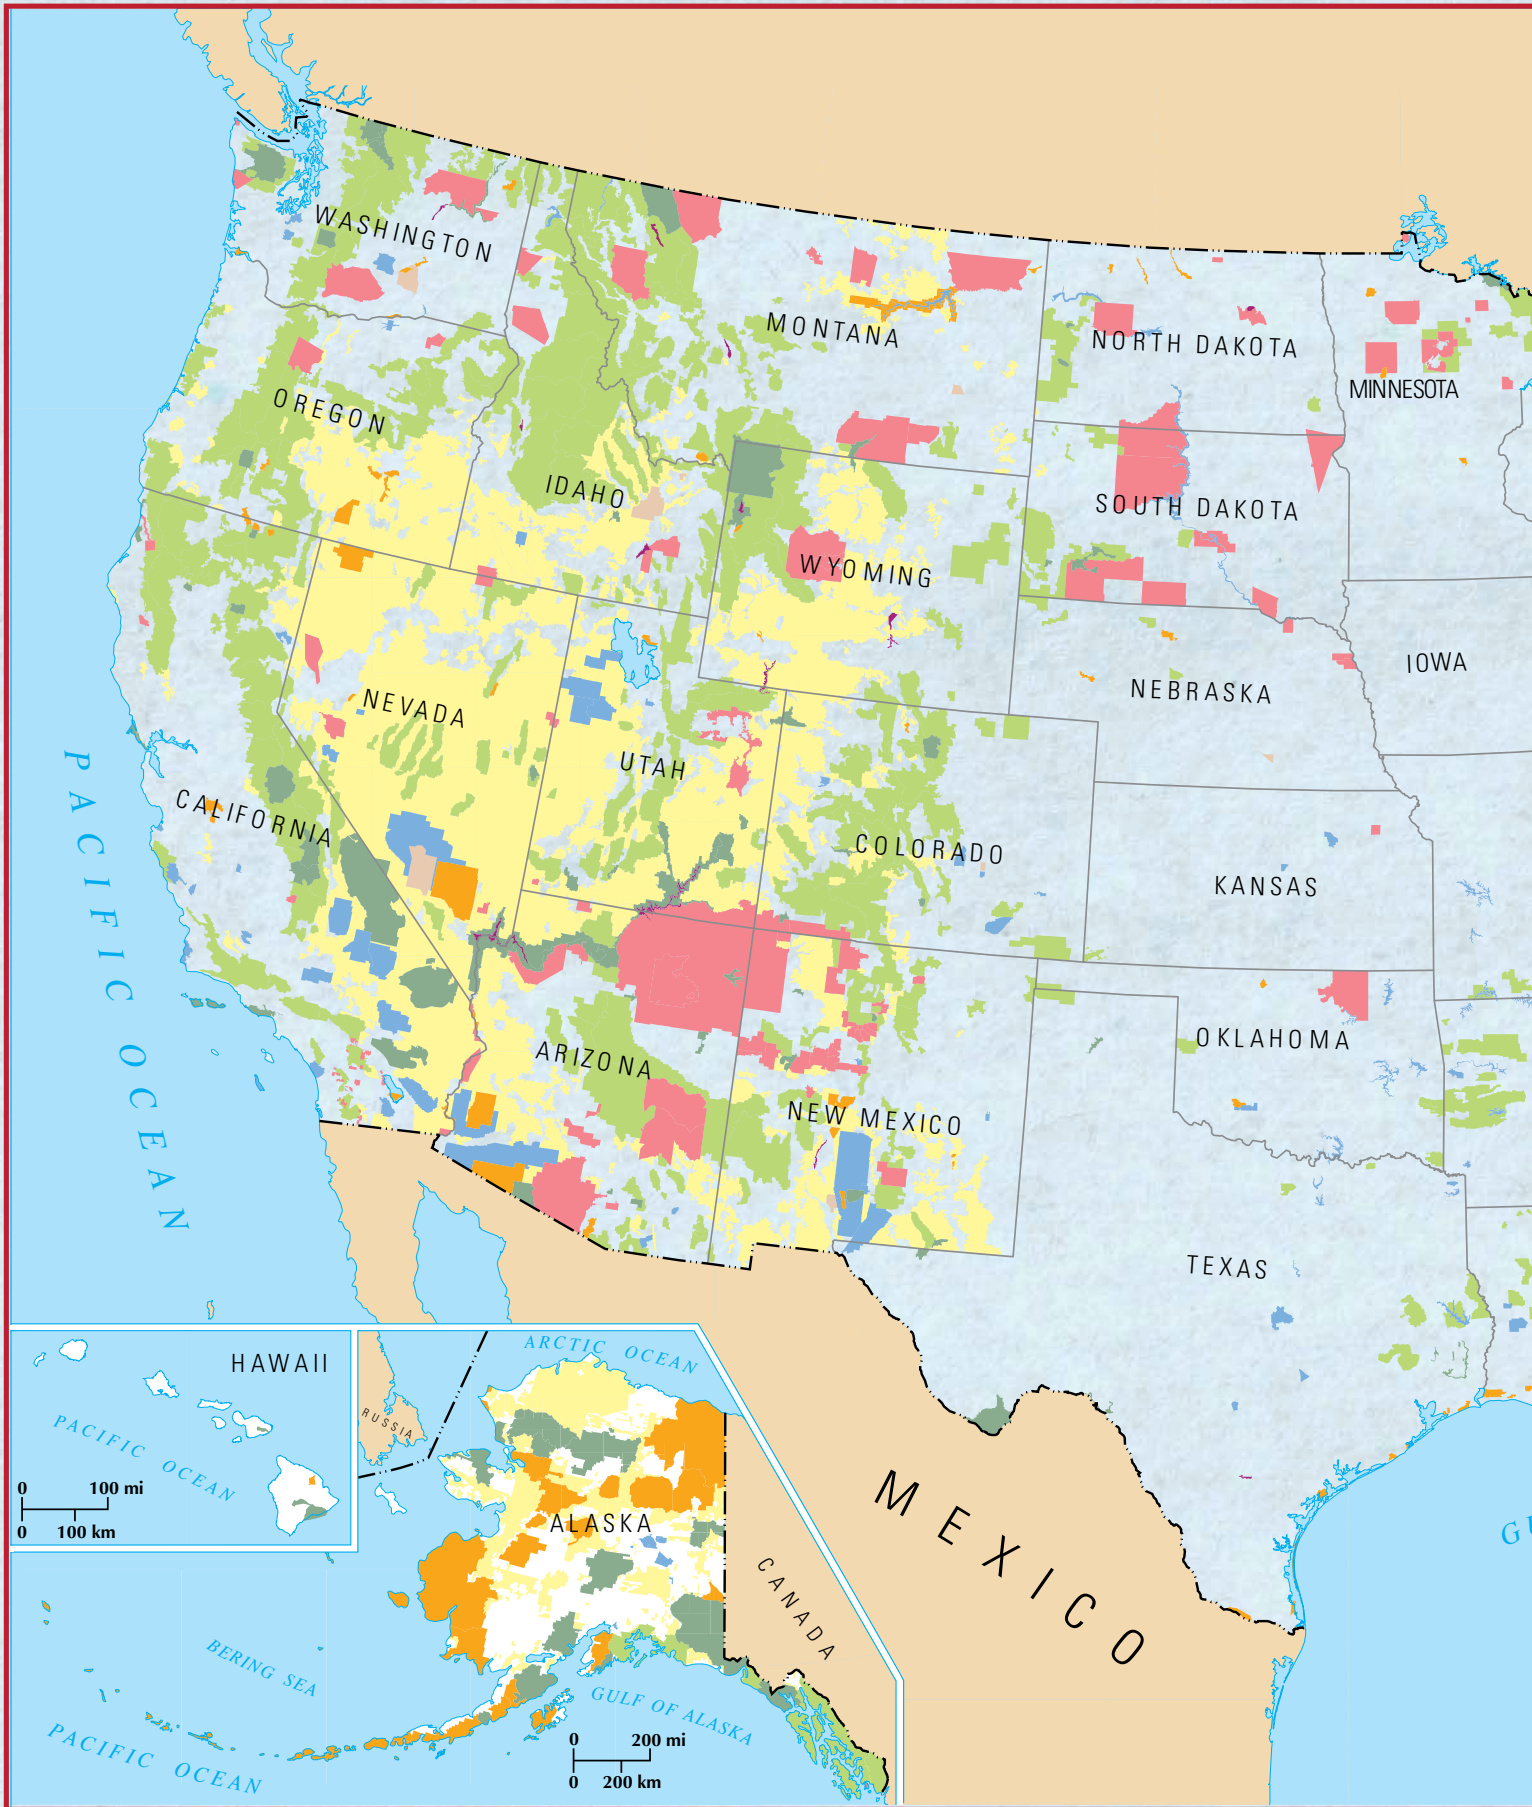 WASHINGTON
MONTANA
NORTH DAKOTA
MINNESOTA
OREGON
IDAHO
SOUTH DAKOTA
WYOMING
IOWA
NEBRASKA
NEVADA
UTAH
CALIFORNIA
COLORADO
KANSAS
PACIFIC OCEAN
ARIZONA
OKLAHOMA
NEW MEXICO
TEXAS
HAWAII
PACIFIC OCEAN
0 100 mi
0 100 km
ARCTIC OCEAN
RUSSIA
ALASKA
CANADA
BERING SEA
GULF OF ALASKA
PACIFIC OCEAN
0 200 mi
0 200 km
MEXICO
GU